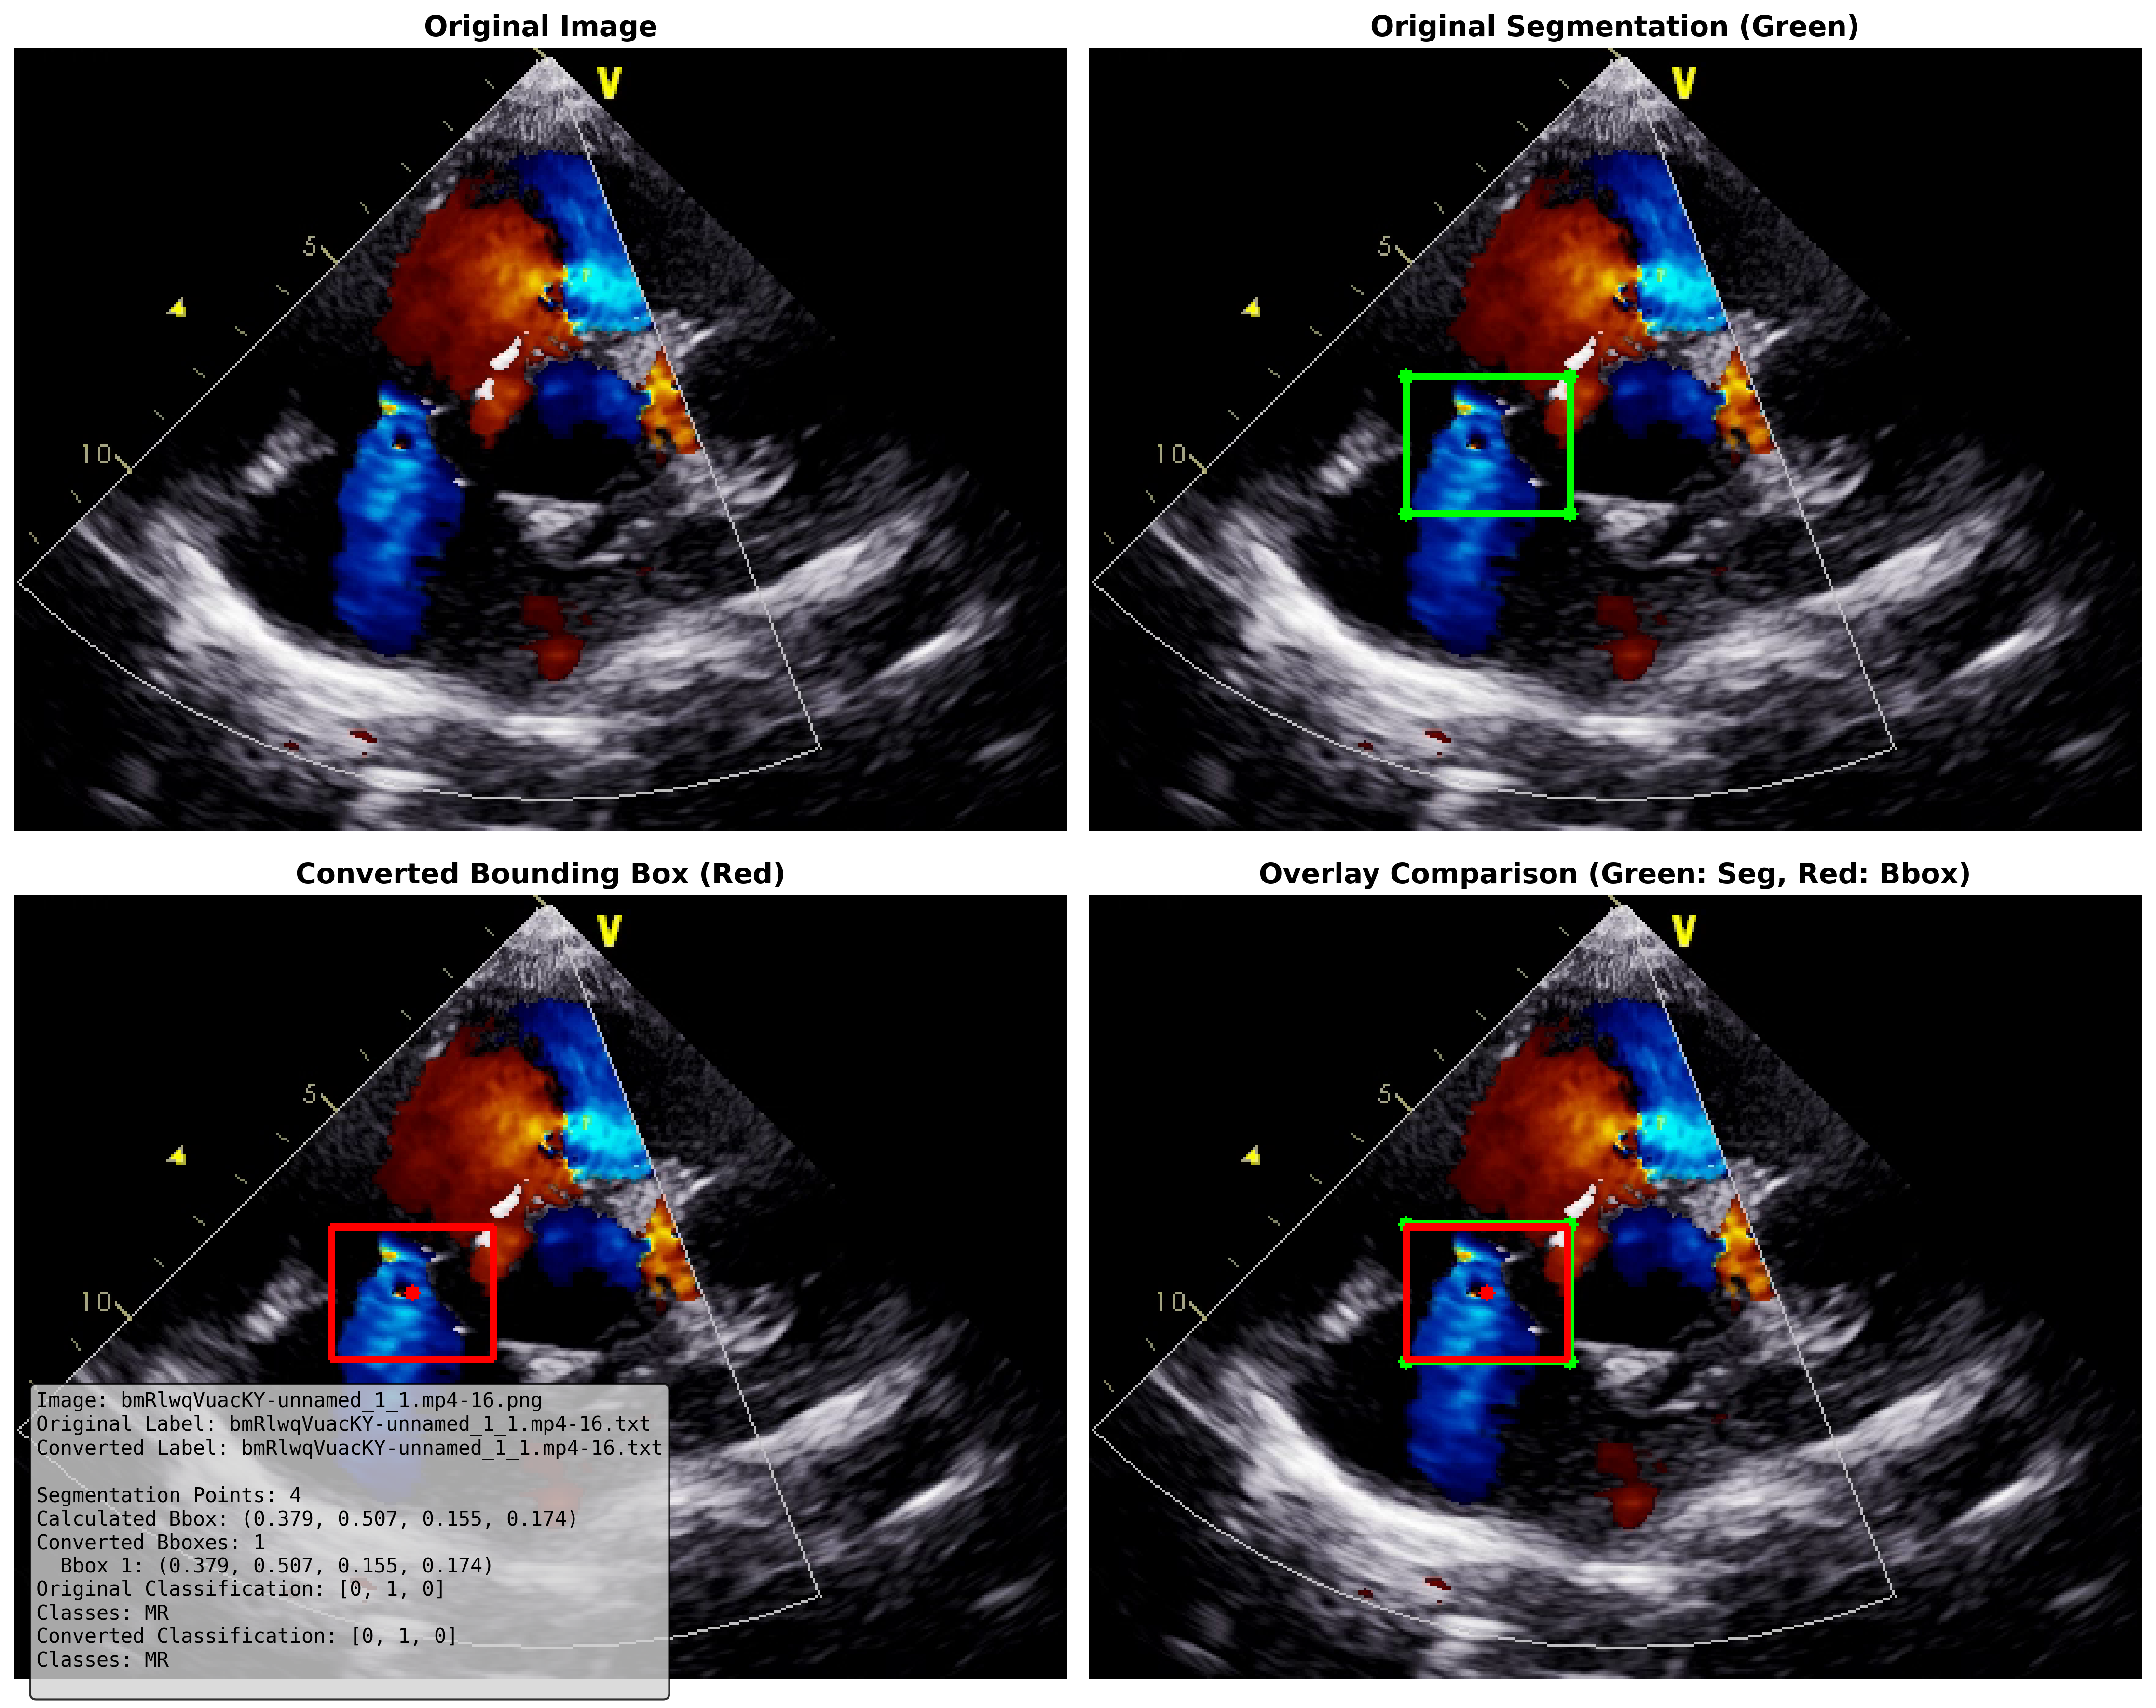 Original Image
Original Segmentation (Green)
V
5
10
V
5
10
Converted Bounding Box (Red)
Overlay Comparison (Green: Seg, Red: Bbox)
V
5
10
V
5
10
Image: bmRlwqVuacKY-unnamed_1_1.mp4-16.png
Original Label: bmRlwqVuacKY-unnamed_1_1.mp4-16.txt
Converted Label: bmRlwqVuacKY-unnamed_1_1.mp4-16.txt
Segmentation Points: 4
Calculated Bbox: (0.379, 0.507, 0.155, 0.174)
Converted Bboxes: 1
Bbox 1: (0.379, 0.507, 0.155, 0.174)
Original Classification: [0, 1, 0]
Classes: MR
Converted Classification: [0, 1, 0]
Classes: MR